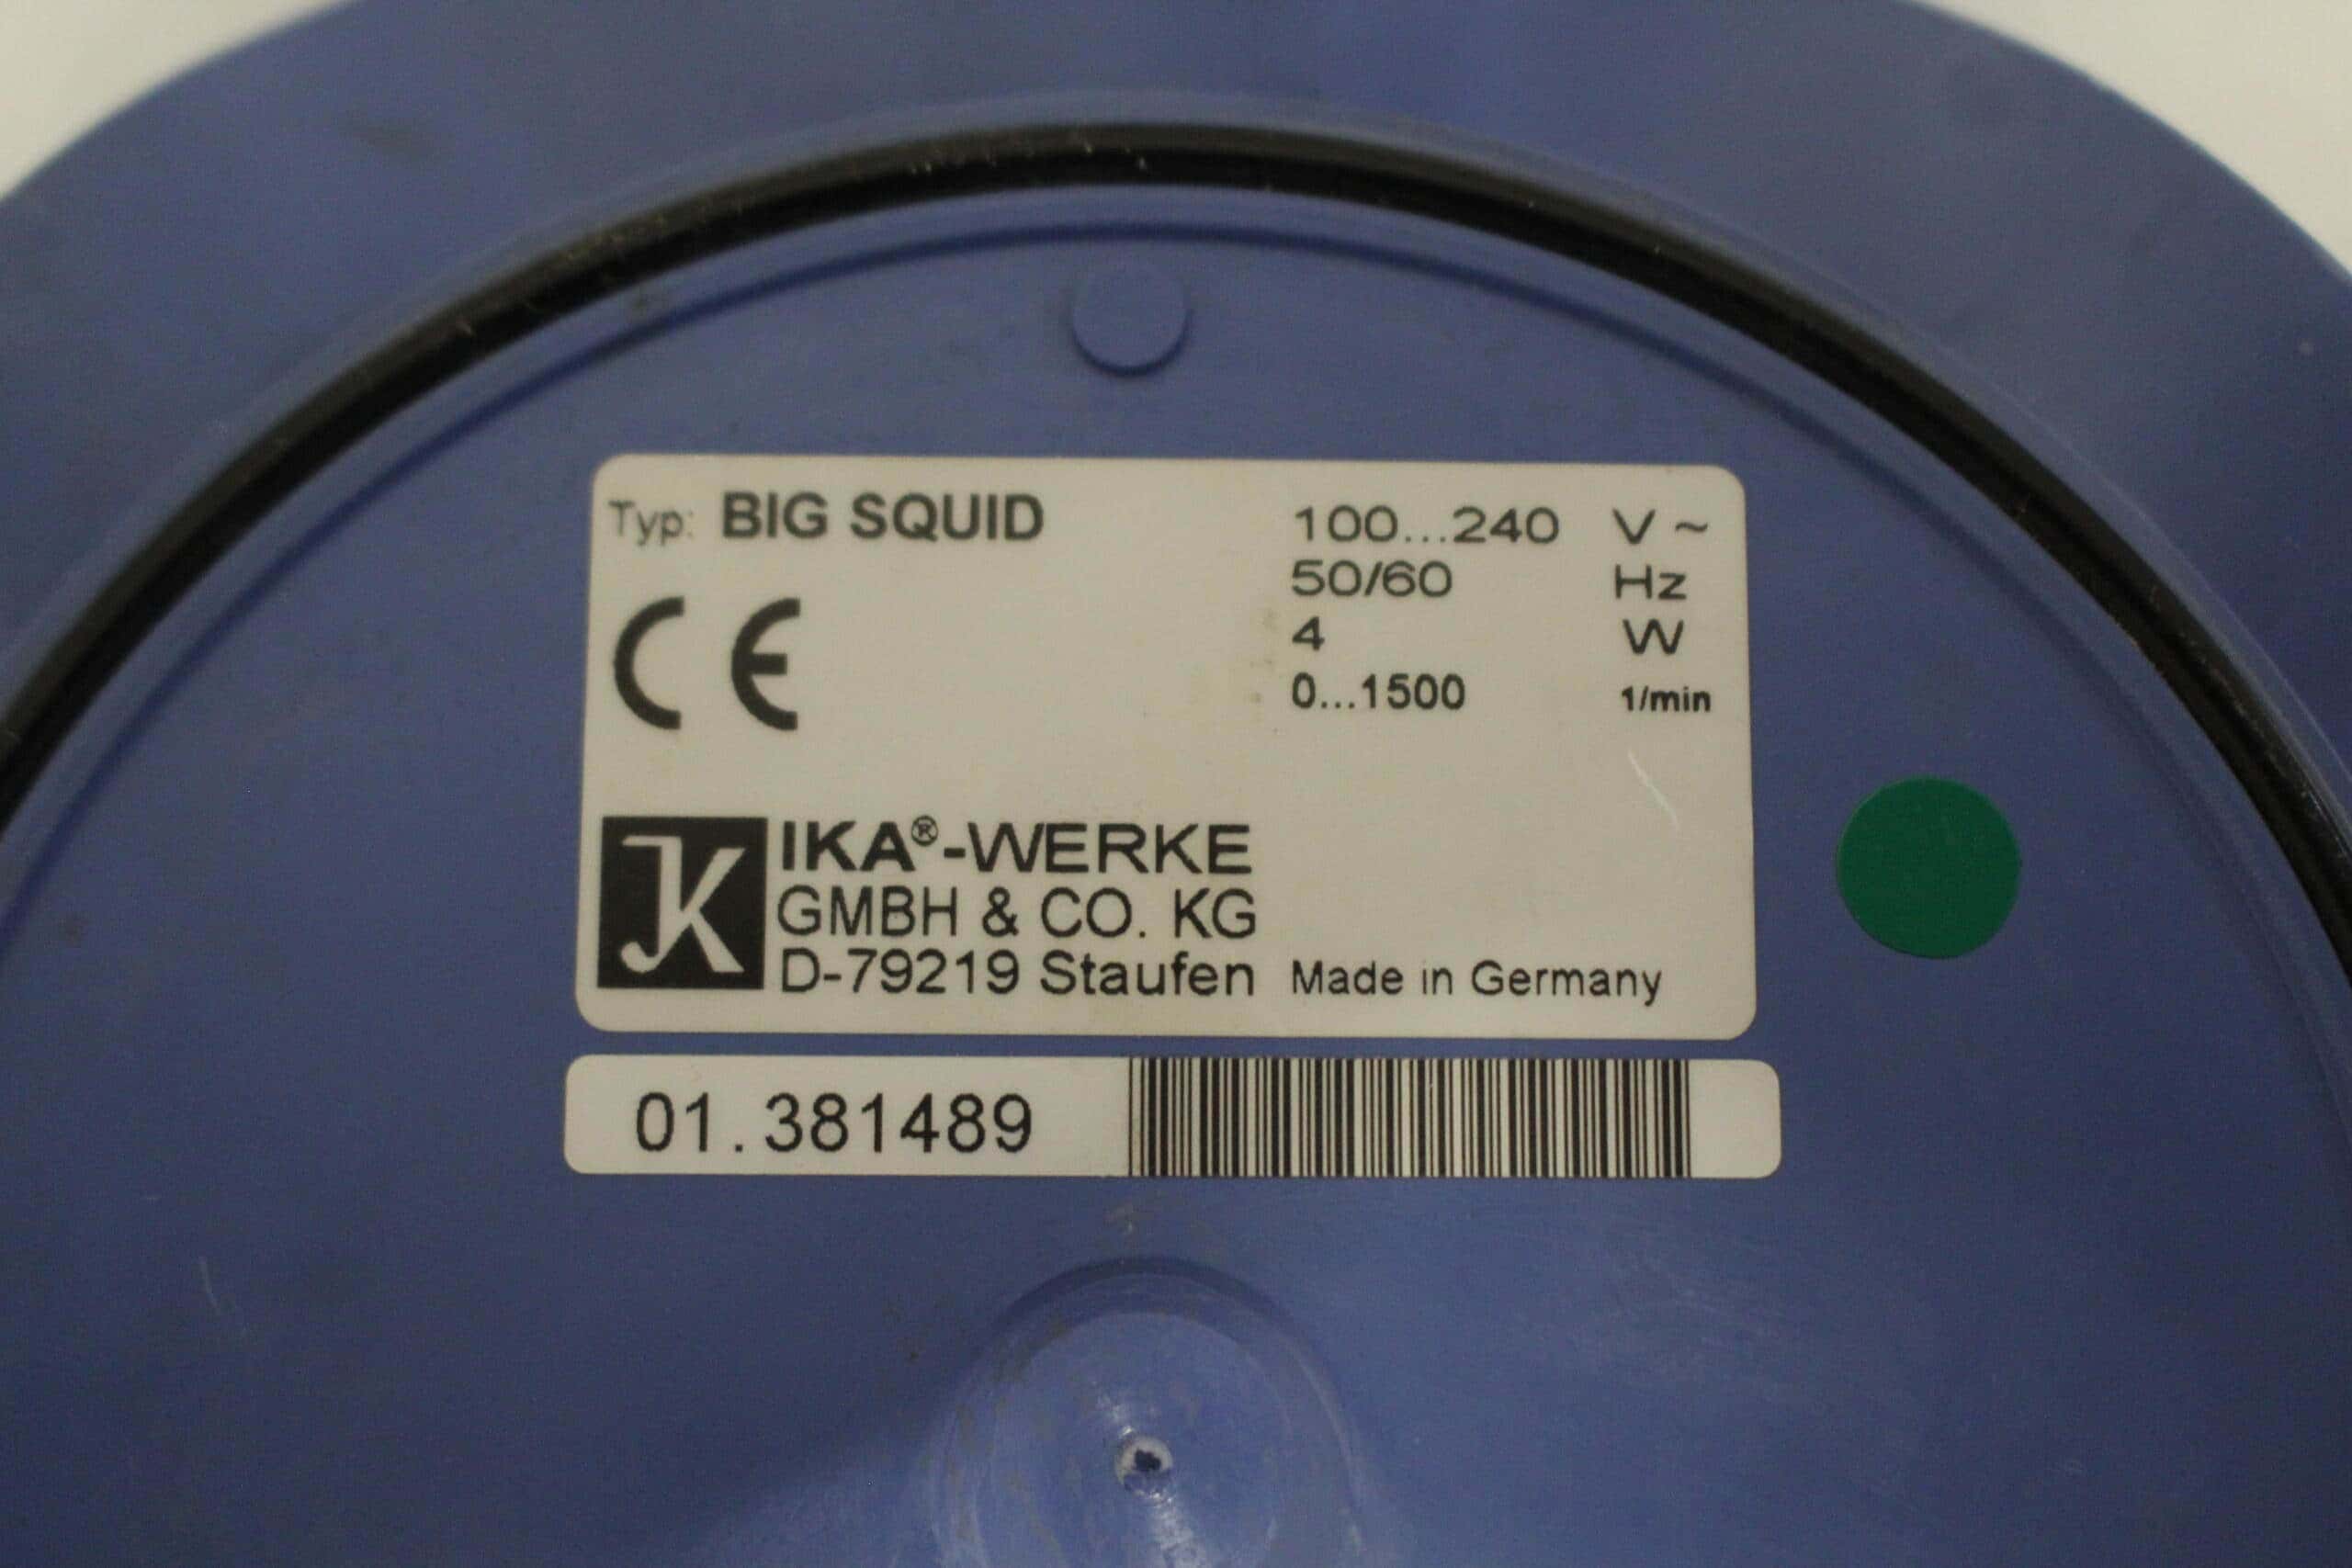 Typ: BIG SQUID 100...240 V ~
50/60 Hz
4 W
0...1500 1/min
CE
IKA®-WERKE
GMBH & CO. KG
D-79219 Staufen Made in Germany
01.381489